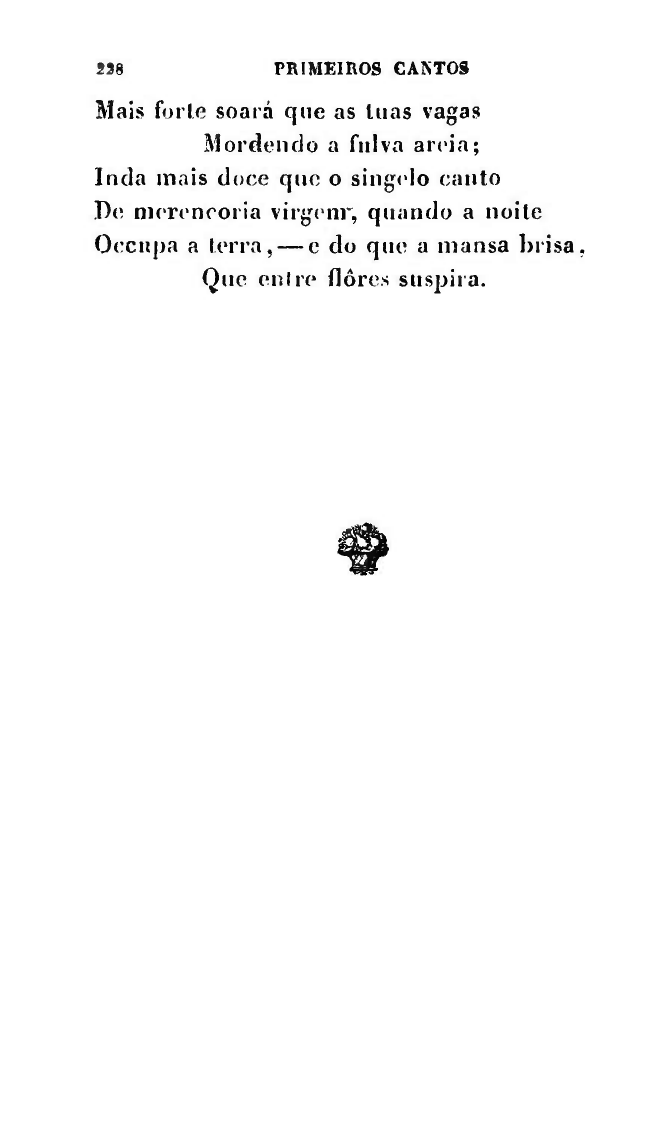 228 PRIMEIROS CANTOS
Mais forte soará que as tuas vagas
Mordendo a fulva areia;
Inda mais doce que o singelo canto
De merencoria virgem, quando a noite
Occupa a terra, — e do que a mansa brisa,
Que entre flôres suspira.